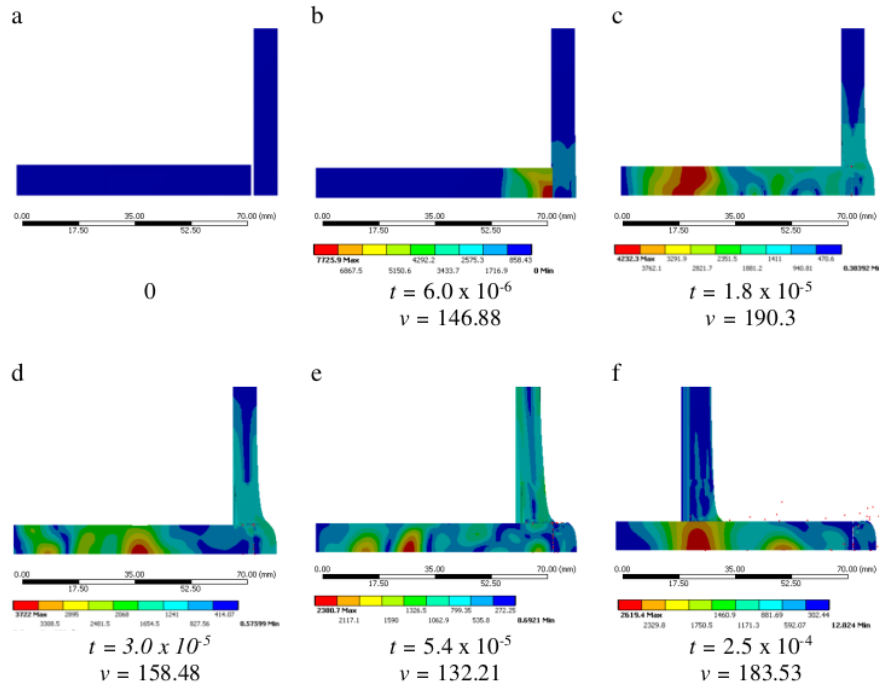 a
0.00 35.00 70.00 (mm)
17.50 52.50
0
b
0.00 35.00 70.00 (mm)
17.50 52.50
7725.9 Max 4292.2 2575.3 858.43
6867.5 5150.6 3433.7 1716.9 0 Min
t = 6.0 x 10-6
v = 146.88
c
0.00 35.00 70.00 (mm)
17.50 52.50
4232.3 Max 3291.9 2351.5 1411 470.6
3762.1 2821.7 1881.2 940.81 0.38392 Min
t = 1.8 x 10-5
v = 190.3
d
0.00 35.00 70.00 (mm)
17.50 52.50
3722 Max 2895 2068 1241 414.07
3308.5 2481.5 1654.5 827.56 0.57599 Min
t = 3.0 x 10-5
v = 158.48
e
0.00 35.00 70.00 (mm)
17.50 52.50
2380.7 Max 1326.5 799.35 272.25
2117.1 1590 1062.9 535.8 8.6921 Min
t = 5.4 x 10-5
v = 132.21
f
0.00 35.00 70.00 (mm)
17.50 52.50
2619.4 Max 1460.9 881.69 302.44
2329.8 1750.5 1171.3 592.07 12.824 Min
t = 2.5 x 10-4
v = 183.53